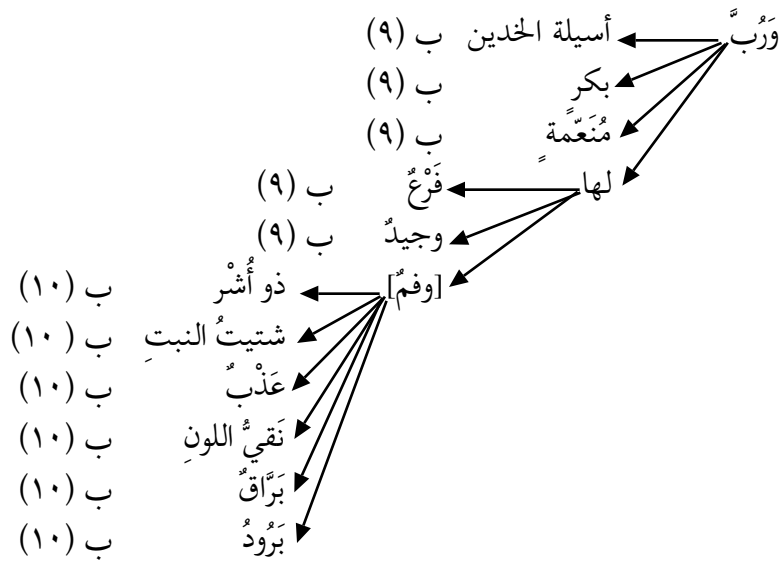 وَرُبَّ أسيلة الخدين ب (٩)
بكرٍ ب (٩)
مُنَعّمةٍ ب (٩)
لها فَرْعٌ ب (٩)
وجيدٌ ب (٩)
[وفمٌ] ذو أُشْر ب (١٠)
شتيتُ النبتِ ب (١٠ )
عَذْبٌ ب (١٠)
نَقيُّ اللونِ ب (١٠)
بَرَّاقٌ ب (١٠)
بَرُودُ ب (١٠)